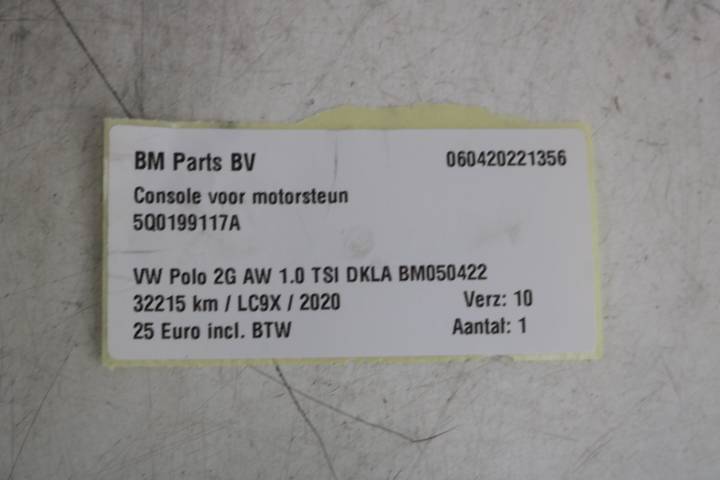 BM Parts BV 060420221356
Console voor motorsteun
5Q0199117A
VW Polo 2G AW 1.0 TSI DKLA BM050422
32215 km / LC9X / 2020 Verz: 10
25 Euro incl. BTW Aantal: 1